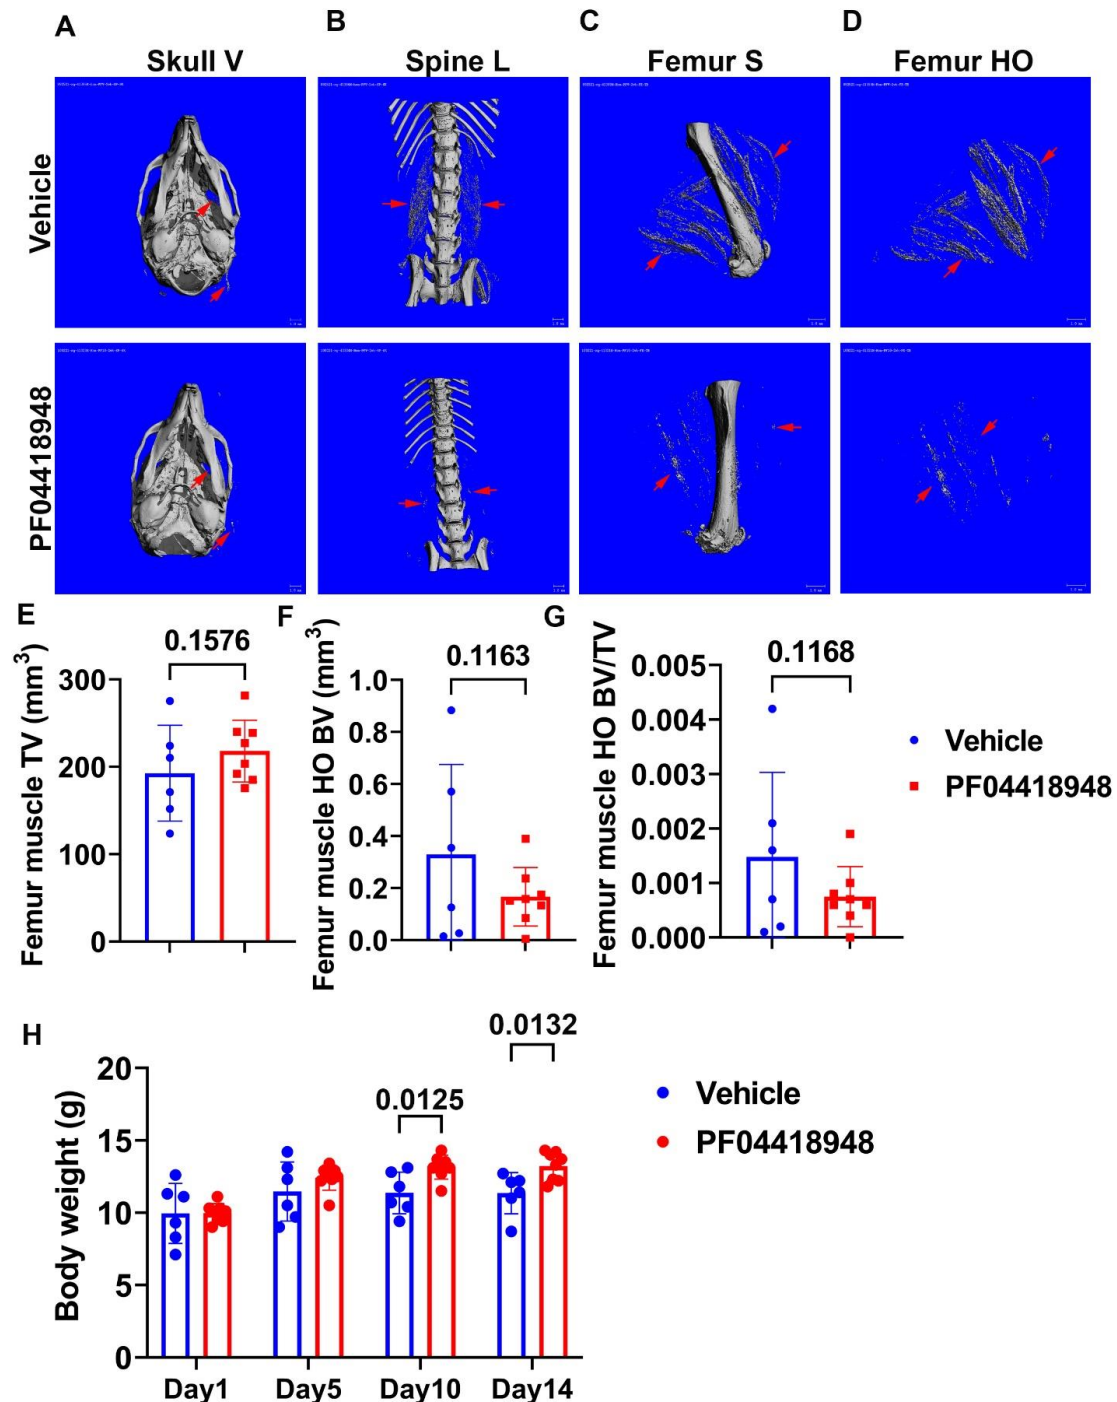 A
B
C
D
Skull V
Spine L
Femur S
Femur HO
Vehicle
PF04418948
E
F
G
Femur muscle TV (mm3)
0.1576
300
200
100
0
Femur muscle HO BV (mm3)
0.1163
1.0
0.8
0.6
0.4
0.2
0.0
Femur muscle HO BV/TV
0.1168
0.005
0.004
0.003
0.002
0.001
0.000
Vehicle
PF04418948
H
Body weight (g)
20
15
10
5
0
0.0125
0.0132
Day1
Day5
Day10
Day14
Vehicle
PF04418948